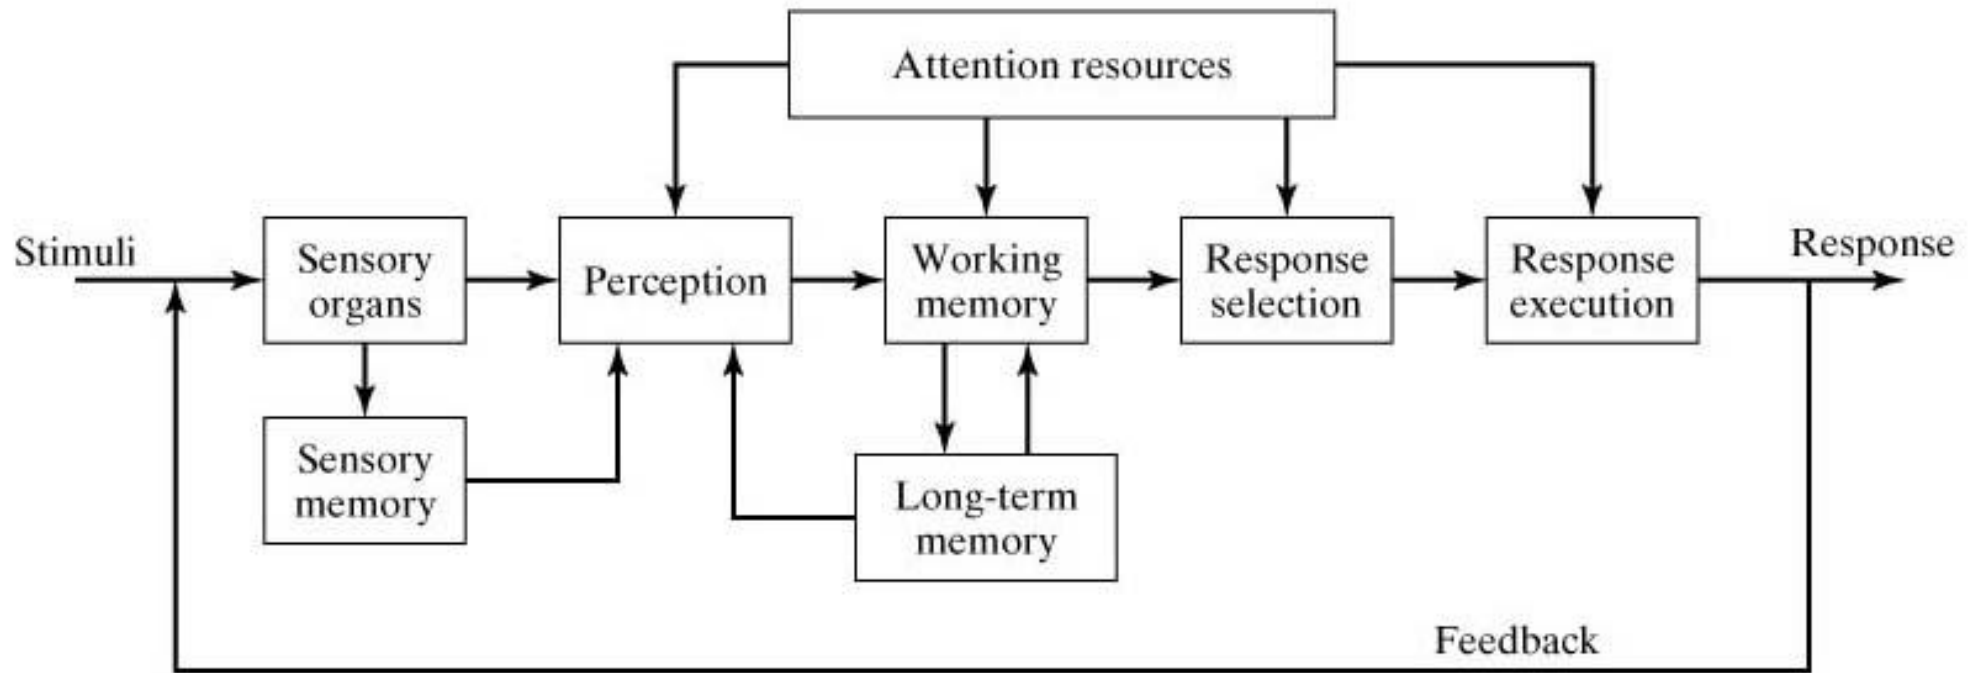 Attention resources
Stimuli
Sensory
organs
Perception
Working
memory
Response
selection
Response
execution
Response
Sensory
memory
Long-term
memory
Feedback